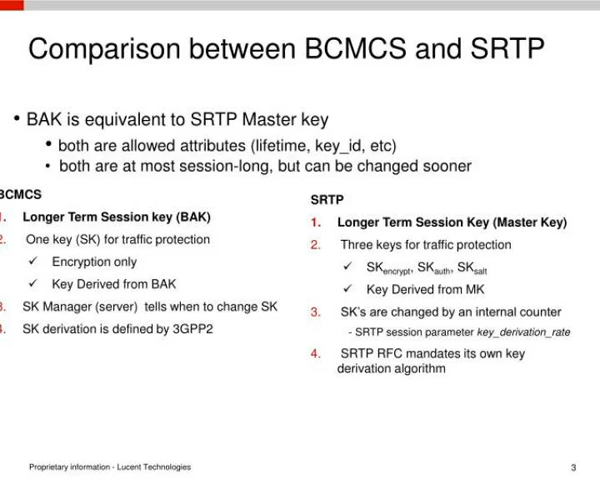 Comparison between BCMCS and SRTP
• BAK is equivalent to SRTP Master key
• both are allowed attributes (lifetime, key_id, etc)
• both are at most session-long, but can be changed sooner
BCMCS
1. Longer Term Session key (BAK)
2. One key (SK) for traffic protection
✓ Encryption only
✓ Key Derived from BAK
3. SK Manager (server) tells when to change SK
4. SK derivation is defined by 3GPP2
SRTP
1. Longer Term Session Key (Master Key)
2. Three keys for traffic protection
✓ SKencrypt, SKauth, SKsalt
✓ Key Derived from MK
3. SK's are changed by an internal counter
- SRTP session parameter key_derivation_rate
4. SRTP RFC mandates its own key
derivation algorithm
Proprietary information - Lucent Technologies
3